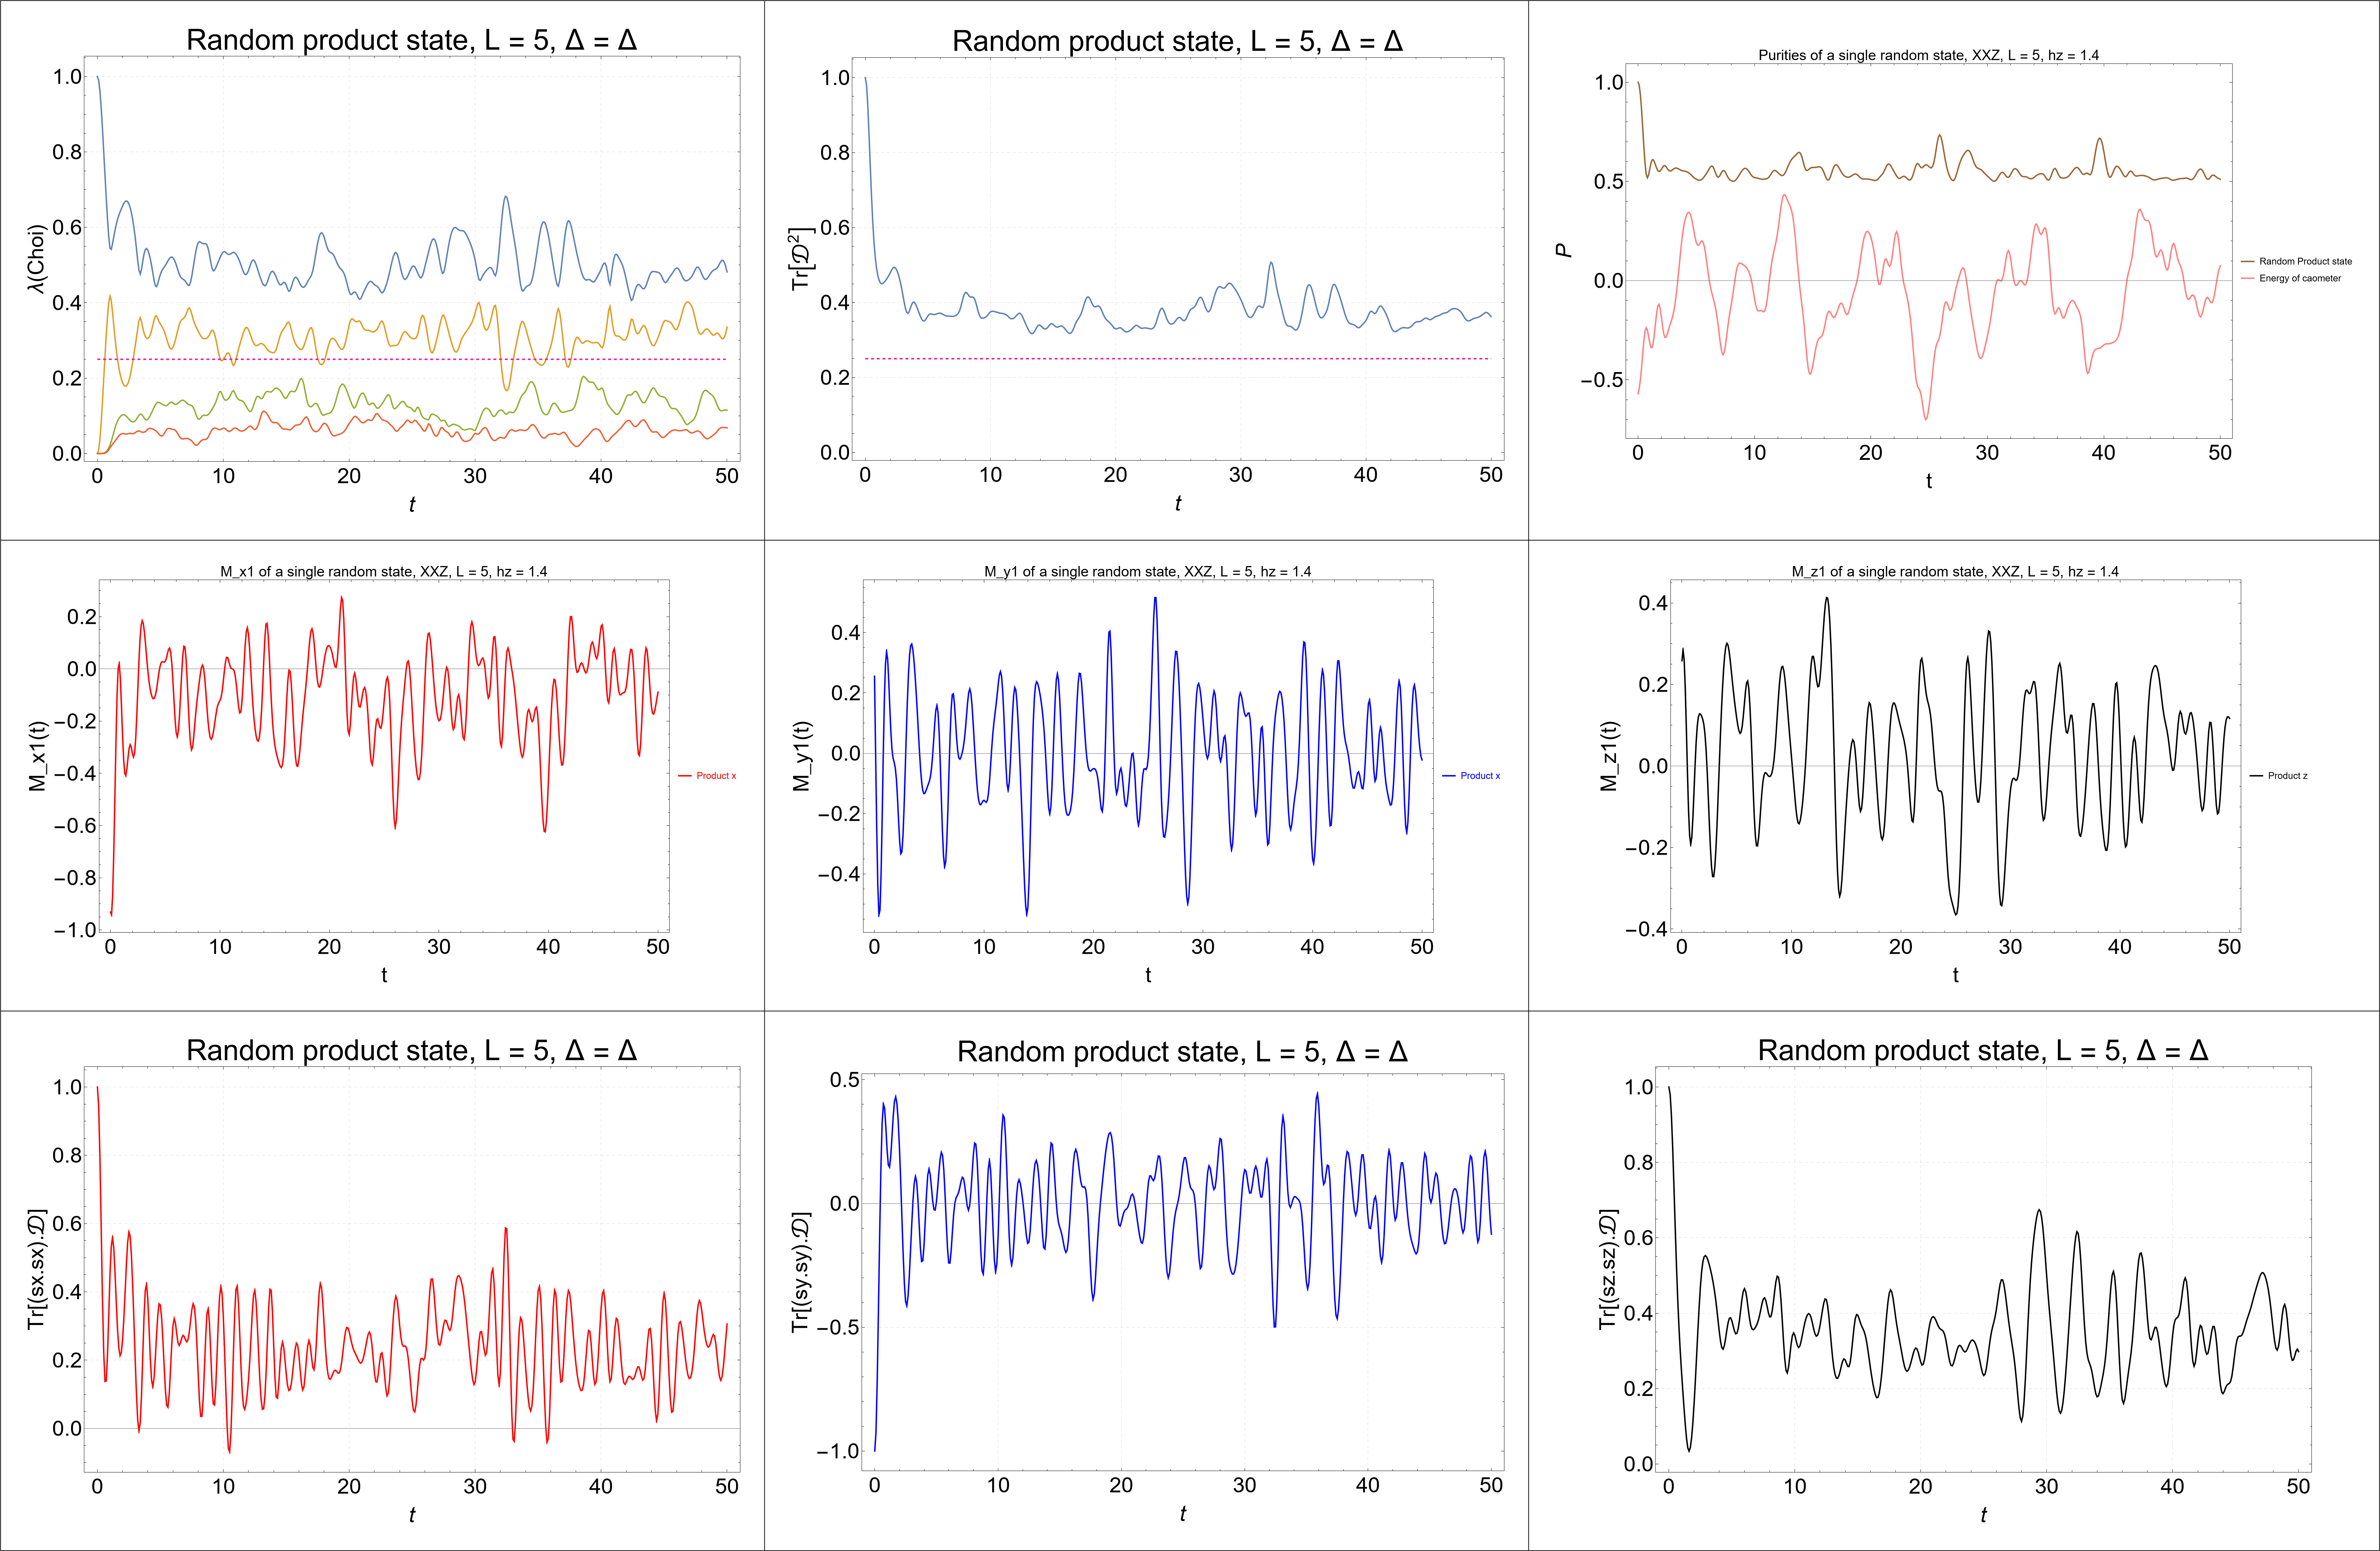 Random product state, L = 5, Δ = Δ
λ(Choi)
1.0
0.8
0.6
0.4
0.2
0.0
0 10 20 30 40 50
t
Random product state, L = 5, Δ = Δ
Tr[𝒟²]
1.0
0.8
0.6
0.4
0.2
0.0
0 10 20 30 40 50
t
Purities of a single random state, XXZ, L = 5, hz = 1.4
P
1.0
0.5
0.0
−0.5
0 10 20 30 40 50
t
Random Product state
Energy of caometer
M_x1 of a single random state, XXZ, L = 5, hz = 1.4
M_x1(t)
0.2
0.0
−0.2
−0.4
−0.6
−0.8
−1.0
0 10 20 30 40 50
t
Product x
M_y1 of a single random state, XXZ, L = 5, hz = 1.4
M_y1(t)
0.4
0.2
0.0
−0.2
−0.4
0 10 20 30 40 50
t
Product x
M_z1 of a single random state, XXZ, L = 5, hz = 1.4
M_z1(t)
0.4
0.2
0.0
−0.2
−0.4
0 10 20 30 40 50
t
Product z
Random product state, L = 5, Δ = Δ
Tr[(sx.sx).𝒟]
1.0
0.8
0.6
0.4
0.2
0.0
0 10 20 30 40 50
t
Random product state, L = 5, Δ = Δ
Tr[(sy.sy).𝒟]
0.5
0.0
−0.5
−1.0
0 10 20 30 40 50
t
Random product state, L = 5, Δ = Δ
Tr[(sz.sz).𝒟]
1.0
0.8
0.6
0.4
0.2
0.0
0 10 20 30 40 50
t